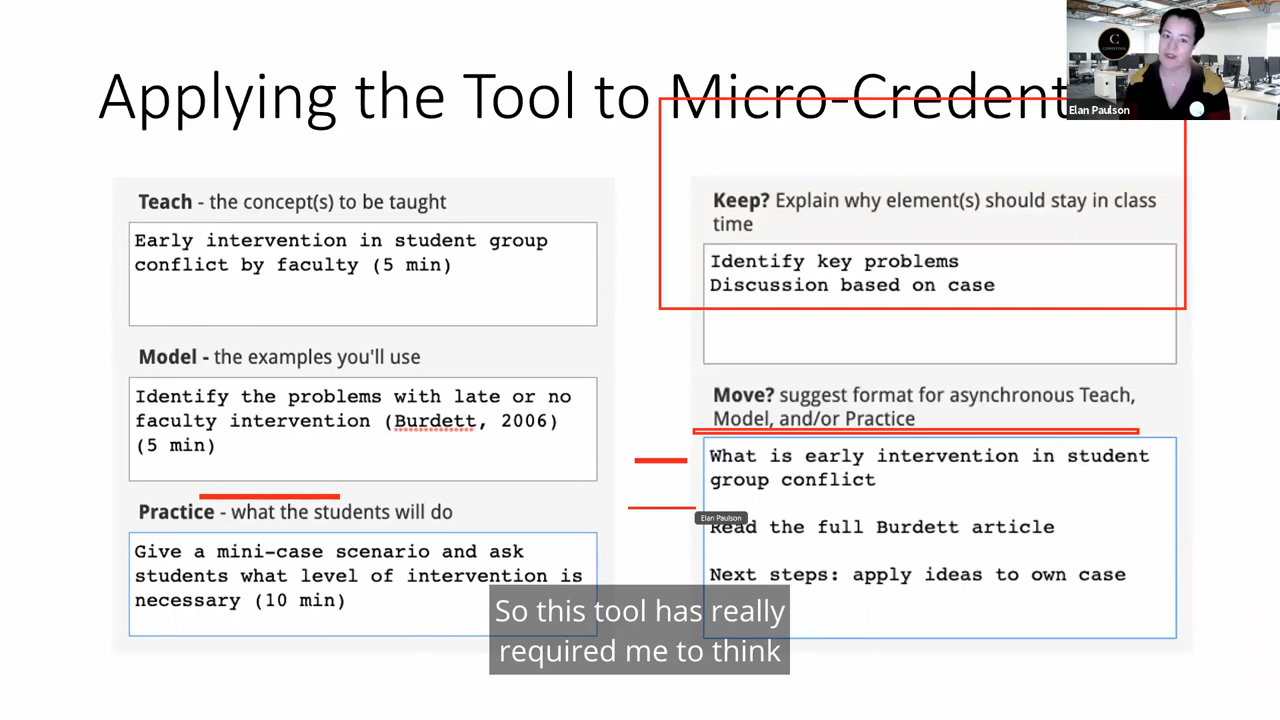 Applying the Tool to Micro-Credent
Elan Paulson
Teach - the concept(s) to be taught
Early intervention in student group
conflict by faculty (5 min)
Model - the examples you'll use
Identify the problems with late or no
faculty intervention (Burdett, 2006)
(5 min)
Practice - what the students will do
Give a mini-case scenario and ask
students what level of intervention is
necessary (10 min)
Keep? Explain why element(s) should stay in class
time
Identify key problems
Discussion based on case
Move? suggest format for asynchronous Teach,
Model, and/or Practice
What is early intervention in student
group conflict
Elan Paulson
Read the full Burdett article
Next steps: apply ideas to own case
So this tool has really
required me to think